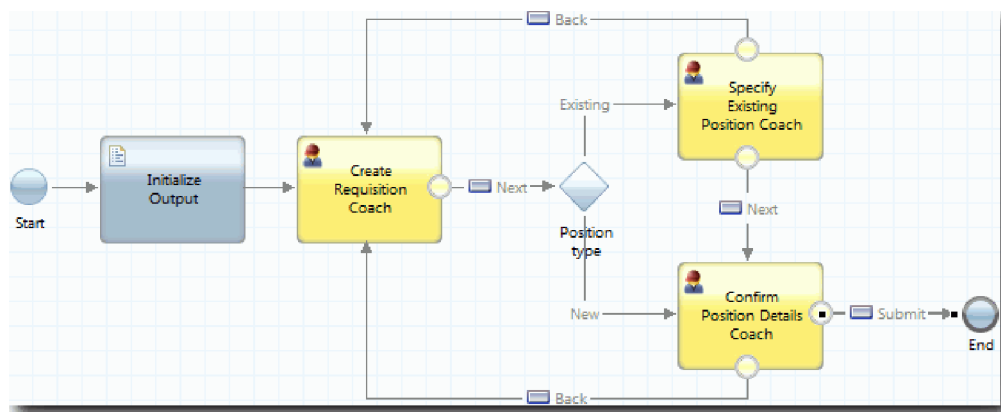 Back
Specify
Existing
Position Coach
Existing
Initialize
Output
Create
Requisition
Coach
Next
Start
Next
Position
type
Confirm
Position Details
Coach
New
Submit
End
Back